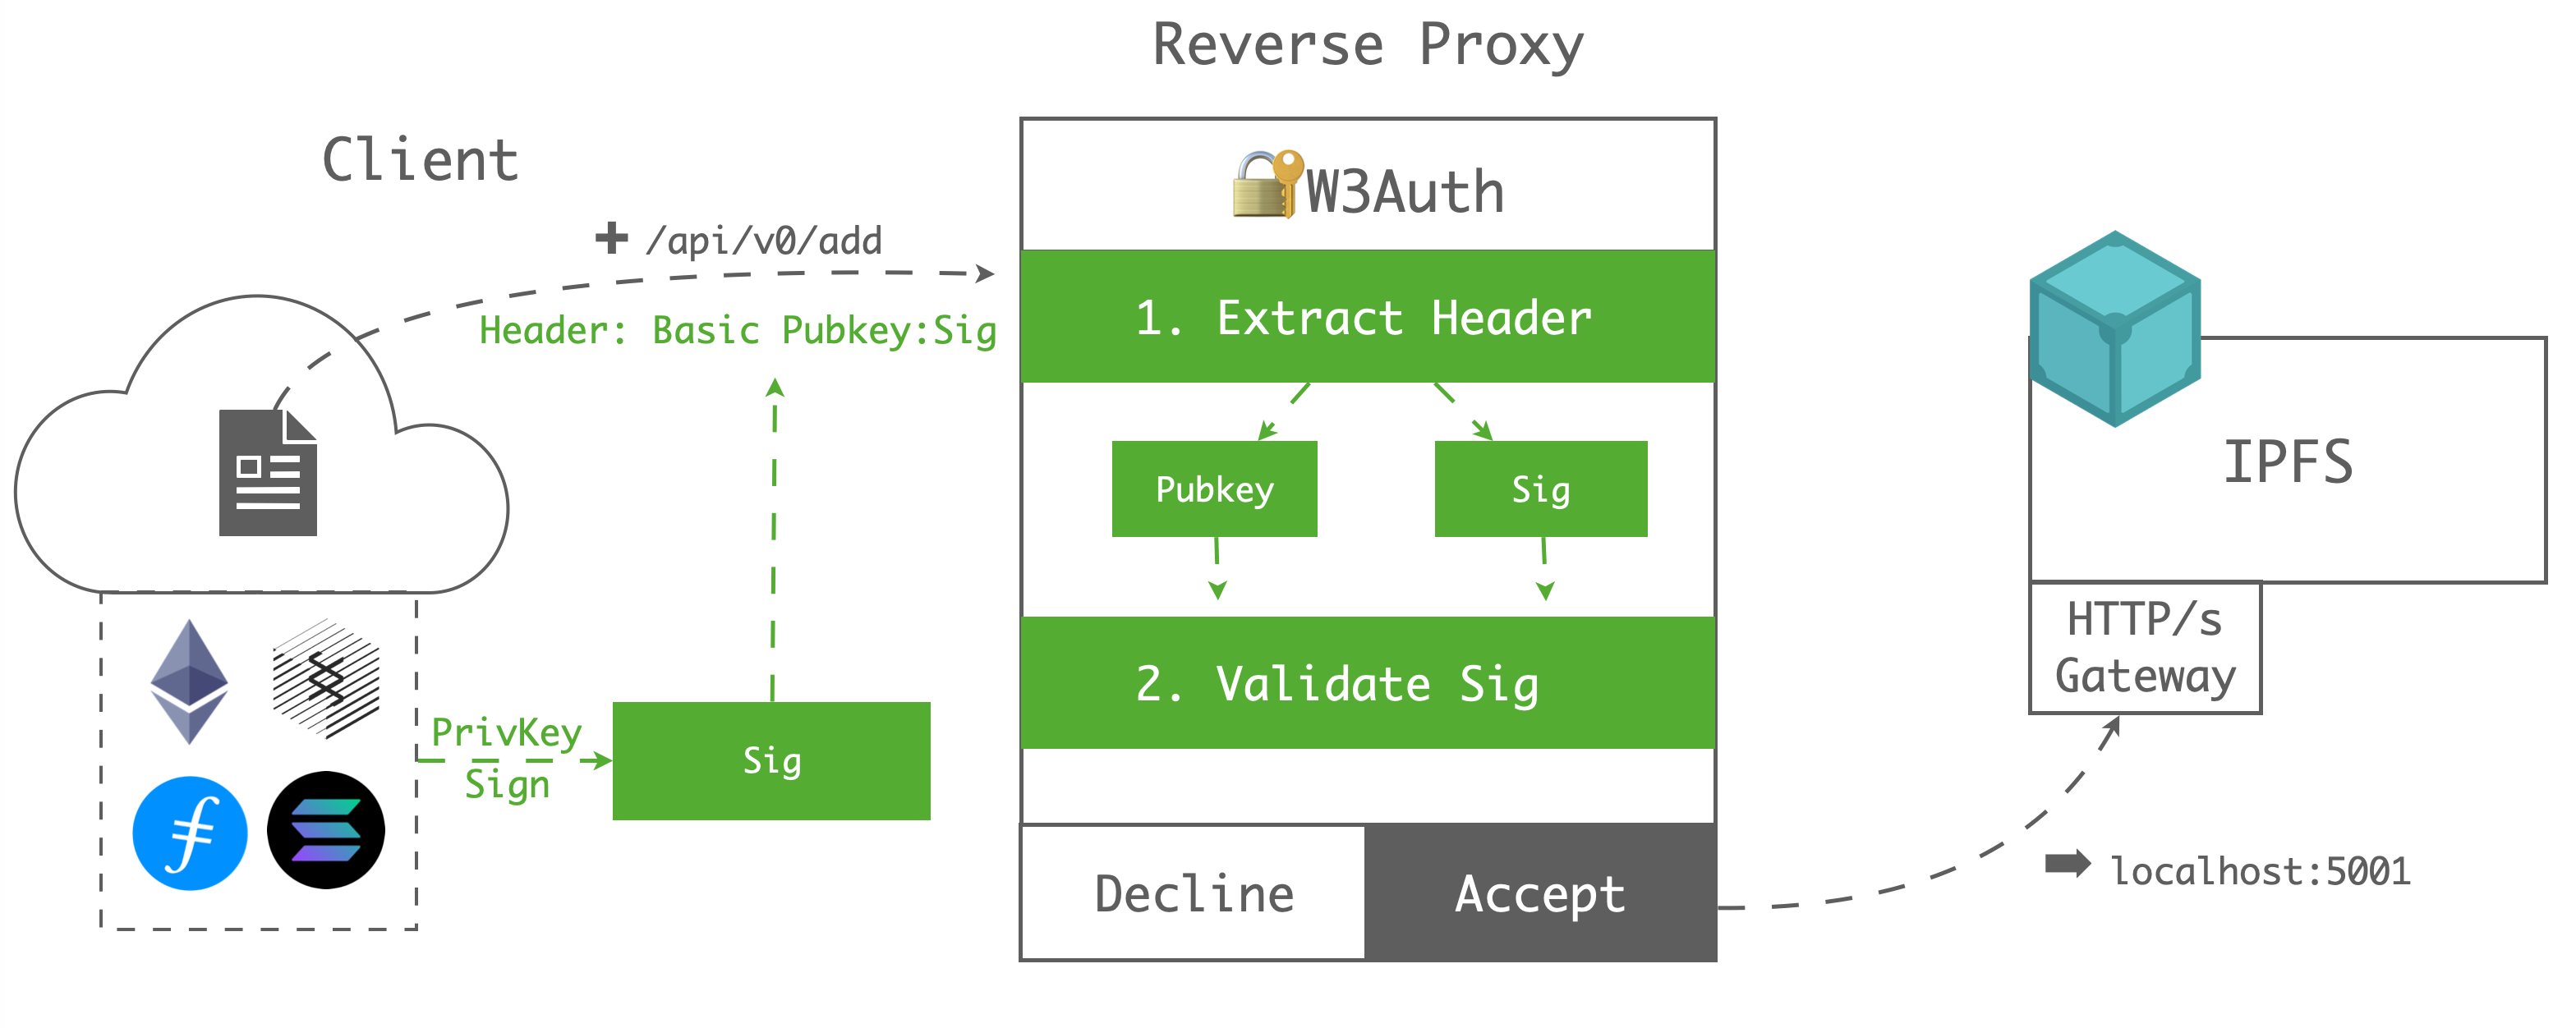 Reverse Proxy
Client
/api/v0/add
Header: Basic Pubkey:Sig
PrivKey
Sign
Sig
W3Auth
1. Extract Header
Pubkey
Sig
2. Validate Sig
Decline
Accept
IPFS
HTTP/s
Gateway
localhost:5001